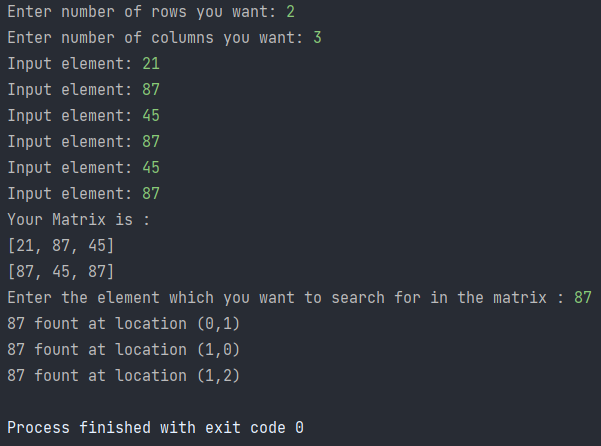 Enter number of rows you want: 2
Enter number of columns you want: 3
Input element: 21
Input element: 87
Input element: 45
Input element: 87
Input element: 45
Input element: 87
Your Matrix is :
[21, 87, 45]
[87, 45, 87]
Enter the element which you want to search for in the matrix : 87
87 fount at location (0,1)
87 fount at location (1,0)
87 fount at location (1,2)
Process finished with exit code 0